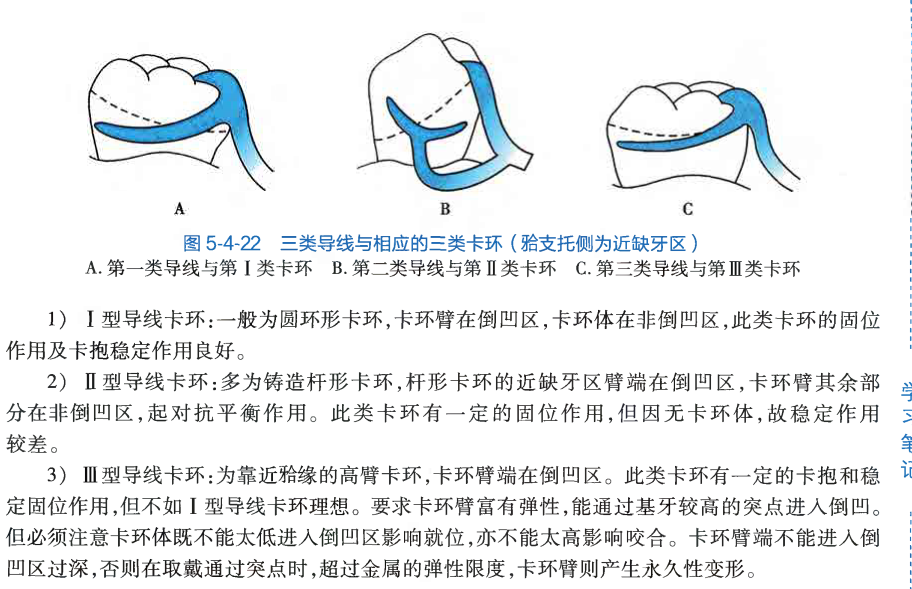 A
B
C
图 5-4-22 三类导线与相应的三类卡环（𬌗支托侧为近缺牙区）
A. 第一类导线与第Ⅰ类卡环 B. 第二类导线与第Ⅱ类卡环 C. 第三类导线与第Ⅲ类卡环
1） Ⅰ型导线卡环：一般为圆环形卡环，卡环臂在倒凹区，卡环体在非倒凹区，此类卡环的固位
作用及卡抱稳定作用良好。
2） Ⅱ型导线卡环：多为铸造杆形卡环，杆形卡环的近缺牙区臂端在倒凹区，卡环臂其余部
分在非倒凹区，起对抗平衡作用。此类卡环有一定的固位作用，但因无卡环体，故稳定作用
较差。
3） Ⅲ型导线卡环：为靠近𬌗缘的高臂卡环，卡环臂端在倒凹区。此类卡环有一定的卡抱和稳
定固位作用，但不如Ⅰ型导线卡环理想。要求卡环臂富有弹性，能通过基牙较高的突点进入倒凹。
但必须注意卡环体既不能太低进入倒凹区影响就位，亦不能太高影响咬合。卡环臂端不能进入倒
凹区过深，否则在取戴通过突点时，超过金属的弹性限度，卡环臂则产生永久性变形。
学
习
笔
记